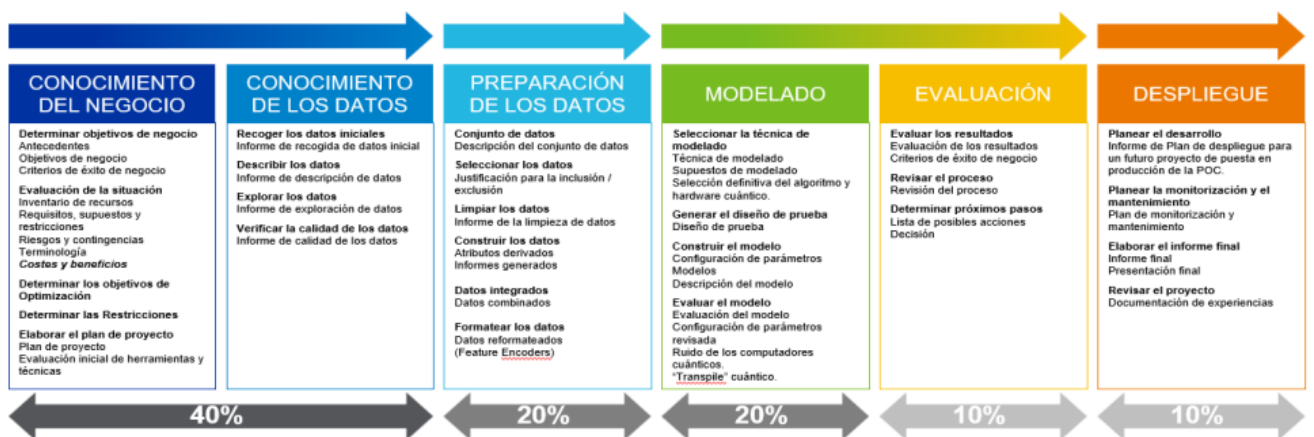 CONOCIMIENTO
DEL NEGOCIO
Determinar objetivos de negocio
Antecedentes
Objetivos de negocio
Criterios de éxito de negocio
Evaluación de la situación
Inventario de recursos
Requisitos, supuestos y
restricciones
Riesgos y contingencias
Terminología
Costes y beneficios
Determinar los objetivos de
Optimización
Determinar las Restricciones
Elaborar el plan de proyecto
Plan de proyecto
Evaluación inicial de herramientas y
técnicas
CONOCIMIENTO
DE LOS DATOS
Recoger los datos iniciales
Informe de recogida de datos inicial
Describir los datos
Informe de descripción de datos
Explorar los datos
Informe de exploración de datos
Verificar la calidad de los datos
Informe de calidad de los datos
PREPARACIÓN
DE LOS DATOS
Conjunto de datos
Descripción del conjunto de datos
Seleccionar los datos
Justificación para la inclusión /
exclusión
Limpiar los datos
Informe de la limpieza de datos
Construir los datos
Atributos derivados
Informes generados
Datos integrados
Datos combinados
Formatear los datos
Datos reformateados
(Feature Encoders)
MODELADO
Seleccionar la técnica de
modelado
Técnica de modelado
Supuestos de modelado
Selección definitiva del algoritmo y
hardware cuántico.
Generar el diseño de prueba
Diseño de prueba
Construir el modelo
Configuración de parámetros
Modelos
Descripción del modelo
Evaluar el modelo
Evaluación del modelo
Configuración de parámetros
revisada
Ruido de los computadores
cuánticos.
"Transpile" cuántico.
EVALUACIÓN
Evaluar los resultados
Evaluación de los resultados
Criterios de éxito de negocio
Revisar el proceso
Revisión del proceso
Determinar próximos pasos
Lista de posibles acciones
Decisión
DESPLIEGUE
Planear el desarrollo
Informe de Plan de despliegue para
un futuro proyecto de puesta en
producción de la POC.
Planear la monitorización y el
mantenimiento
Plan de monitorización y
mantenimiento
Elaborar el informe final
Informe final
Presentación final
Revisar el proyecto
Documentación de experiencias
40%
20%
20%
10%
10%